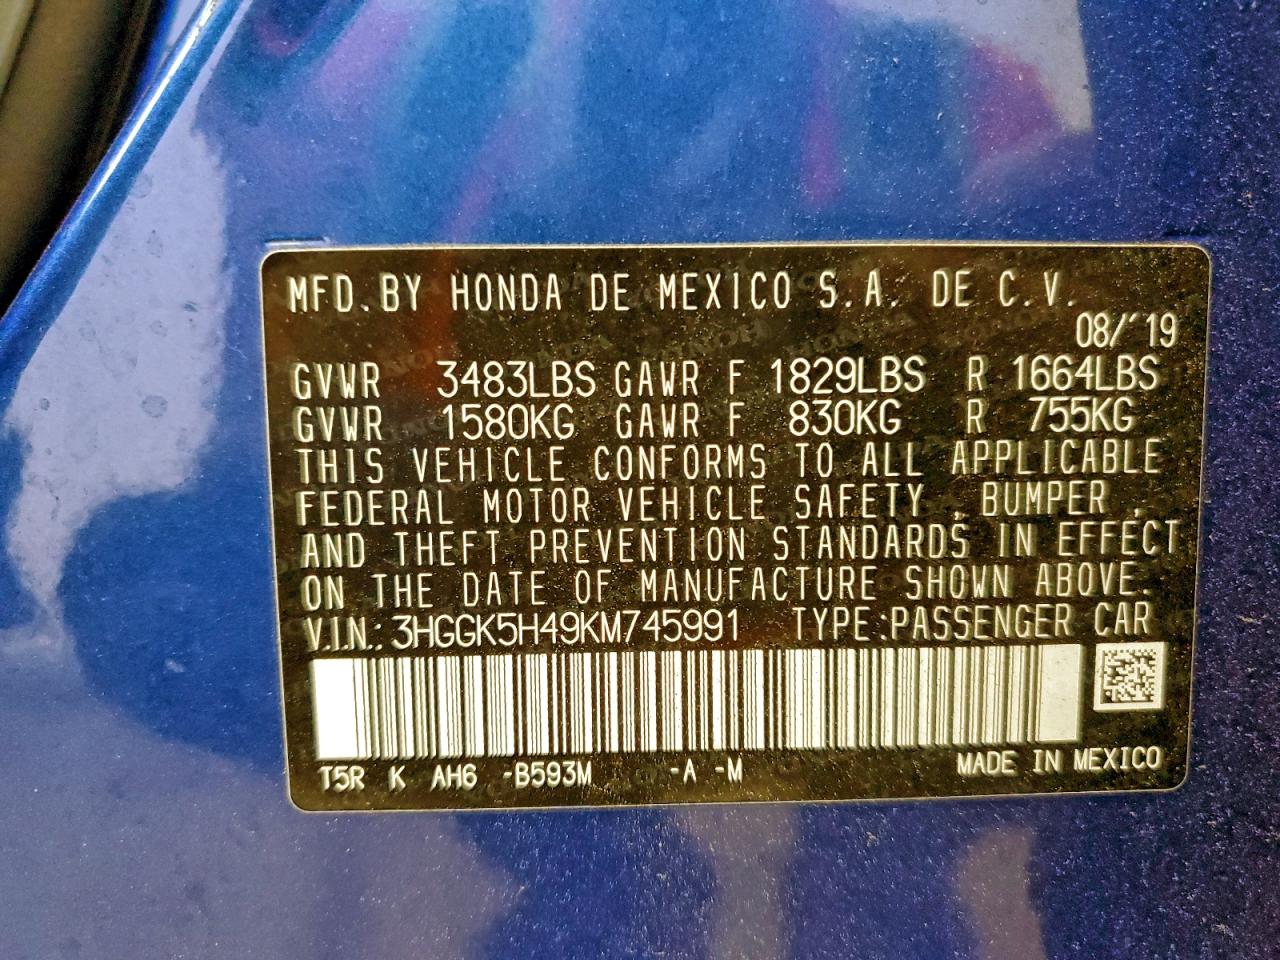 MFD.BY HONDA DE MEXICO S.A. DE C.V.
08/'19
GVWR 3483LBS GAWR F 1829LBS R 1664LBS
GVWR 1580KG GAWR F 830KG R 755KG
THIS VEHICLE CONFORMS TO ALL APPLICABLE
FEDERAL MOTOR VEHICLE SAFETY , BUMPER ,
AND THEFT PREVENTION STANDARDS IN EFFECT
ON THE DATE OF MANUFACTURE SHOWN ABOVE.
V.I.N.: 3HGGK5H49KM745991 TYPE:PASSENGER CAR
T5R K AH6 -B593M -A -M MADE IN MEXICO